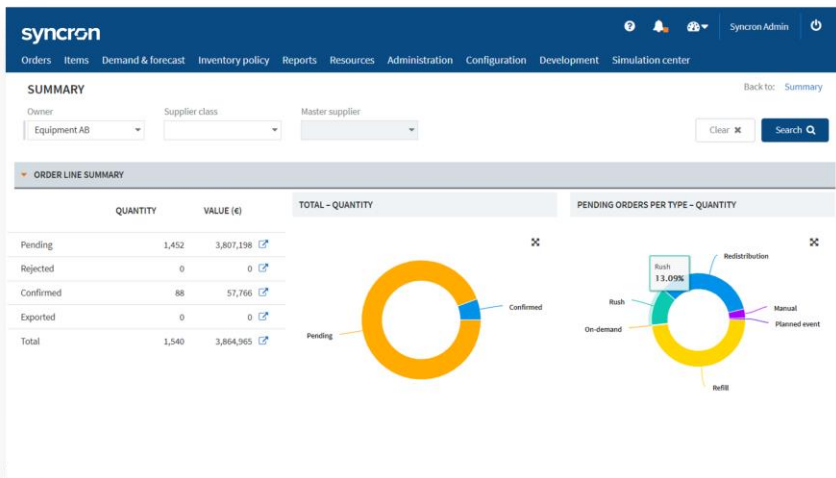 syncron
Syncron Admin
Orders Items Demand & forecast Inventory policy Reports Resources Administration Configuration Development Simulation center
SUMMARY
Back to: Summary
Owner Supplier class Master supplier
Equipment AB
Clear Search
ORDER LINE SUMMARY
QUANTITY VALUE (€)
Pending 1,452 3,807,198
Rejected 0 0
Confirmed 88 57,766
Exported 0 0
Total 1,540 3,864,965
TOTAL – QUANTITY
Confirmed
Pending
PENDING ORDERS PER TYPE – QUANTITY
Redistribution
Rush
13.09%
Rush
Manual
Planned event
On-demand
Refill